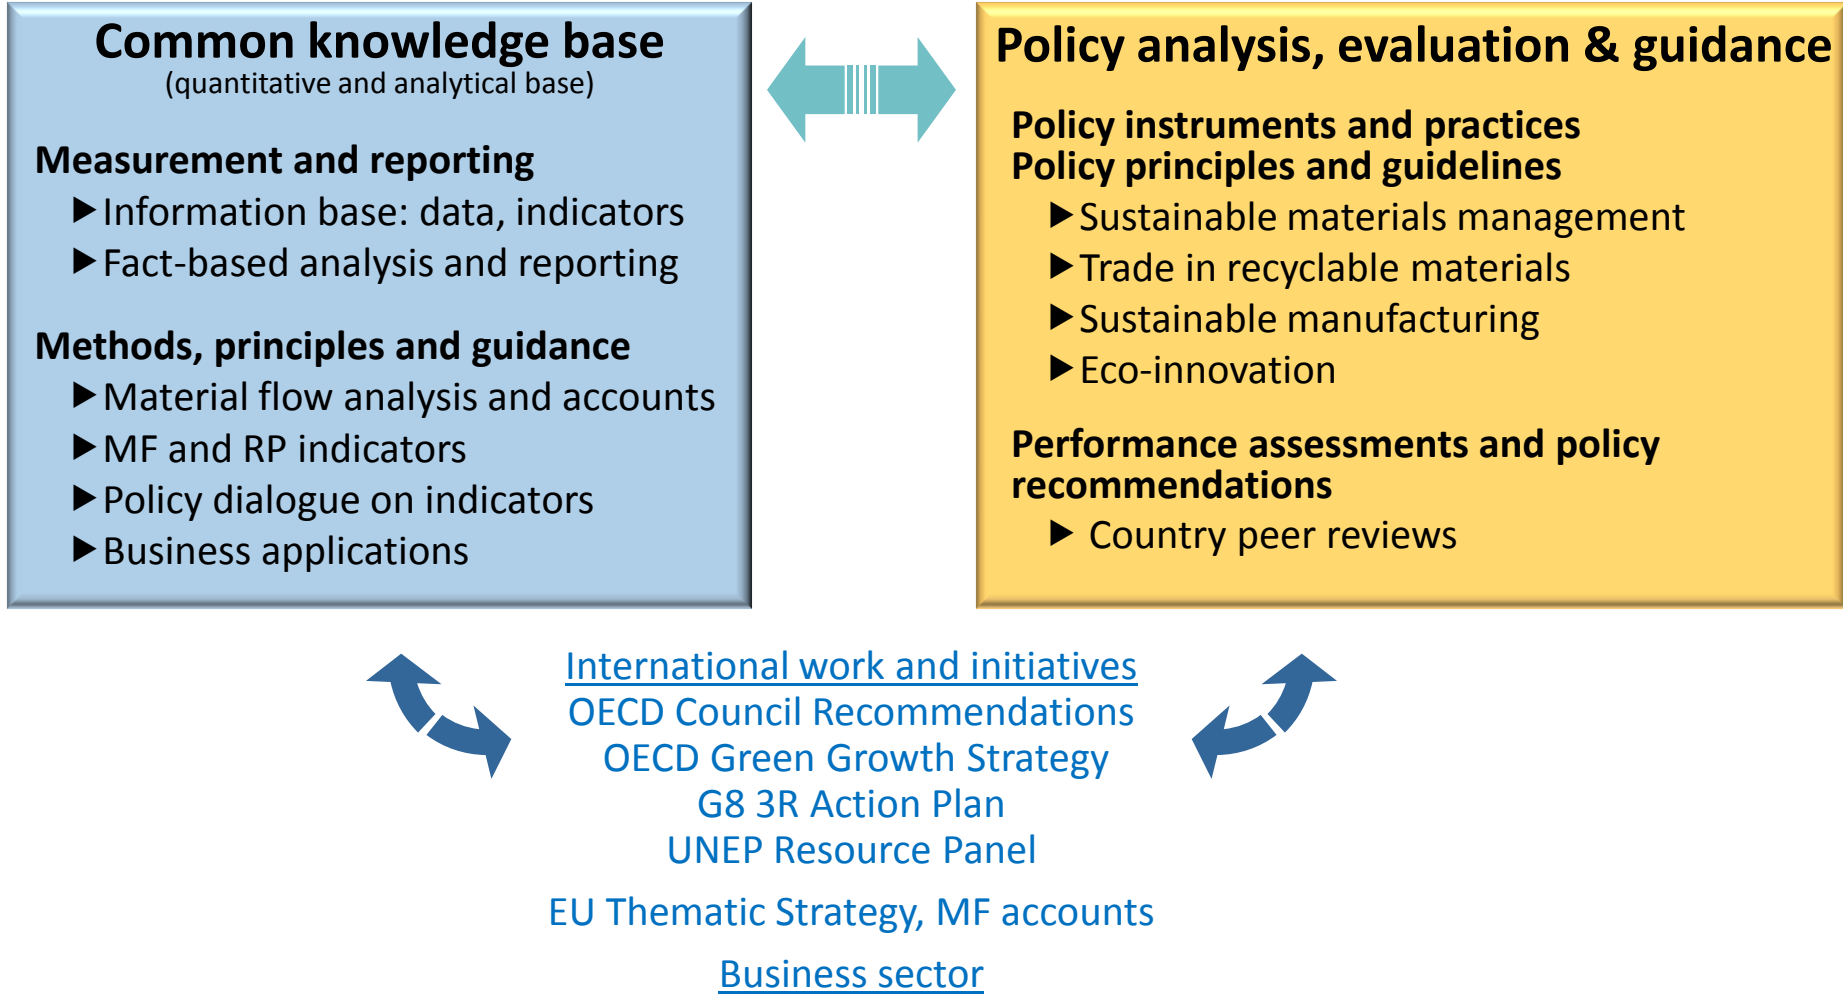 Common knowledge base
(quantitative and analytical base)
Measurement and reporting
▶Information base: data, indicators
▶Fact-based analysis and reporting
Methods, principles and guidance
▶Material flow analysis and accounts
▶MF and RP indicators
▶Policy dialogue on indicators
▶Business applications
Policy analysis, evaluation & guidance
Policy instruments and practices
Policy principles and guidelines
▶Sustainable materials management
▶Trade in recyclable materials
▶Sustainable manufacturing
▶Eco-innovation
Performance assessments and policy
recommendations
▶ Country peer reviews
International work and initiatives
OECD Council Recommendations
OECD Green Growth Strategy
G8 3R Action Plan
UNEP Resource Panel
EU Thematic Strategy, MF accounts
Business sector